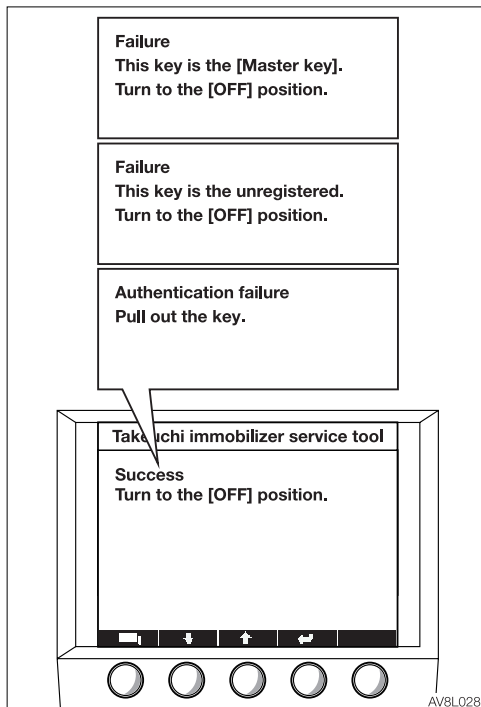 Failure
This key is the [Master key].
Turn to the [OFF] position.
Failure
This key is the unregistered.
Turn to the [OFF] position.
Authentication failure
Pull out the key.
Takeuchi immobilizer service tool
Success
Turn to the [OFF] position.
AV8L028